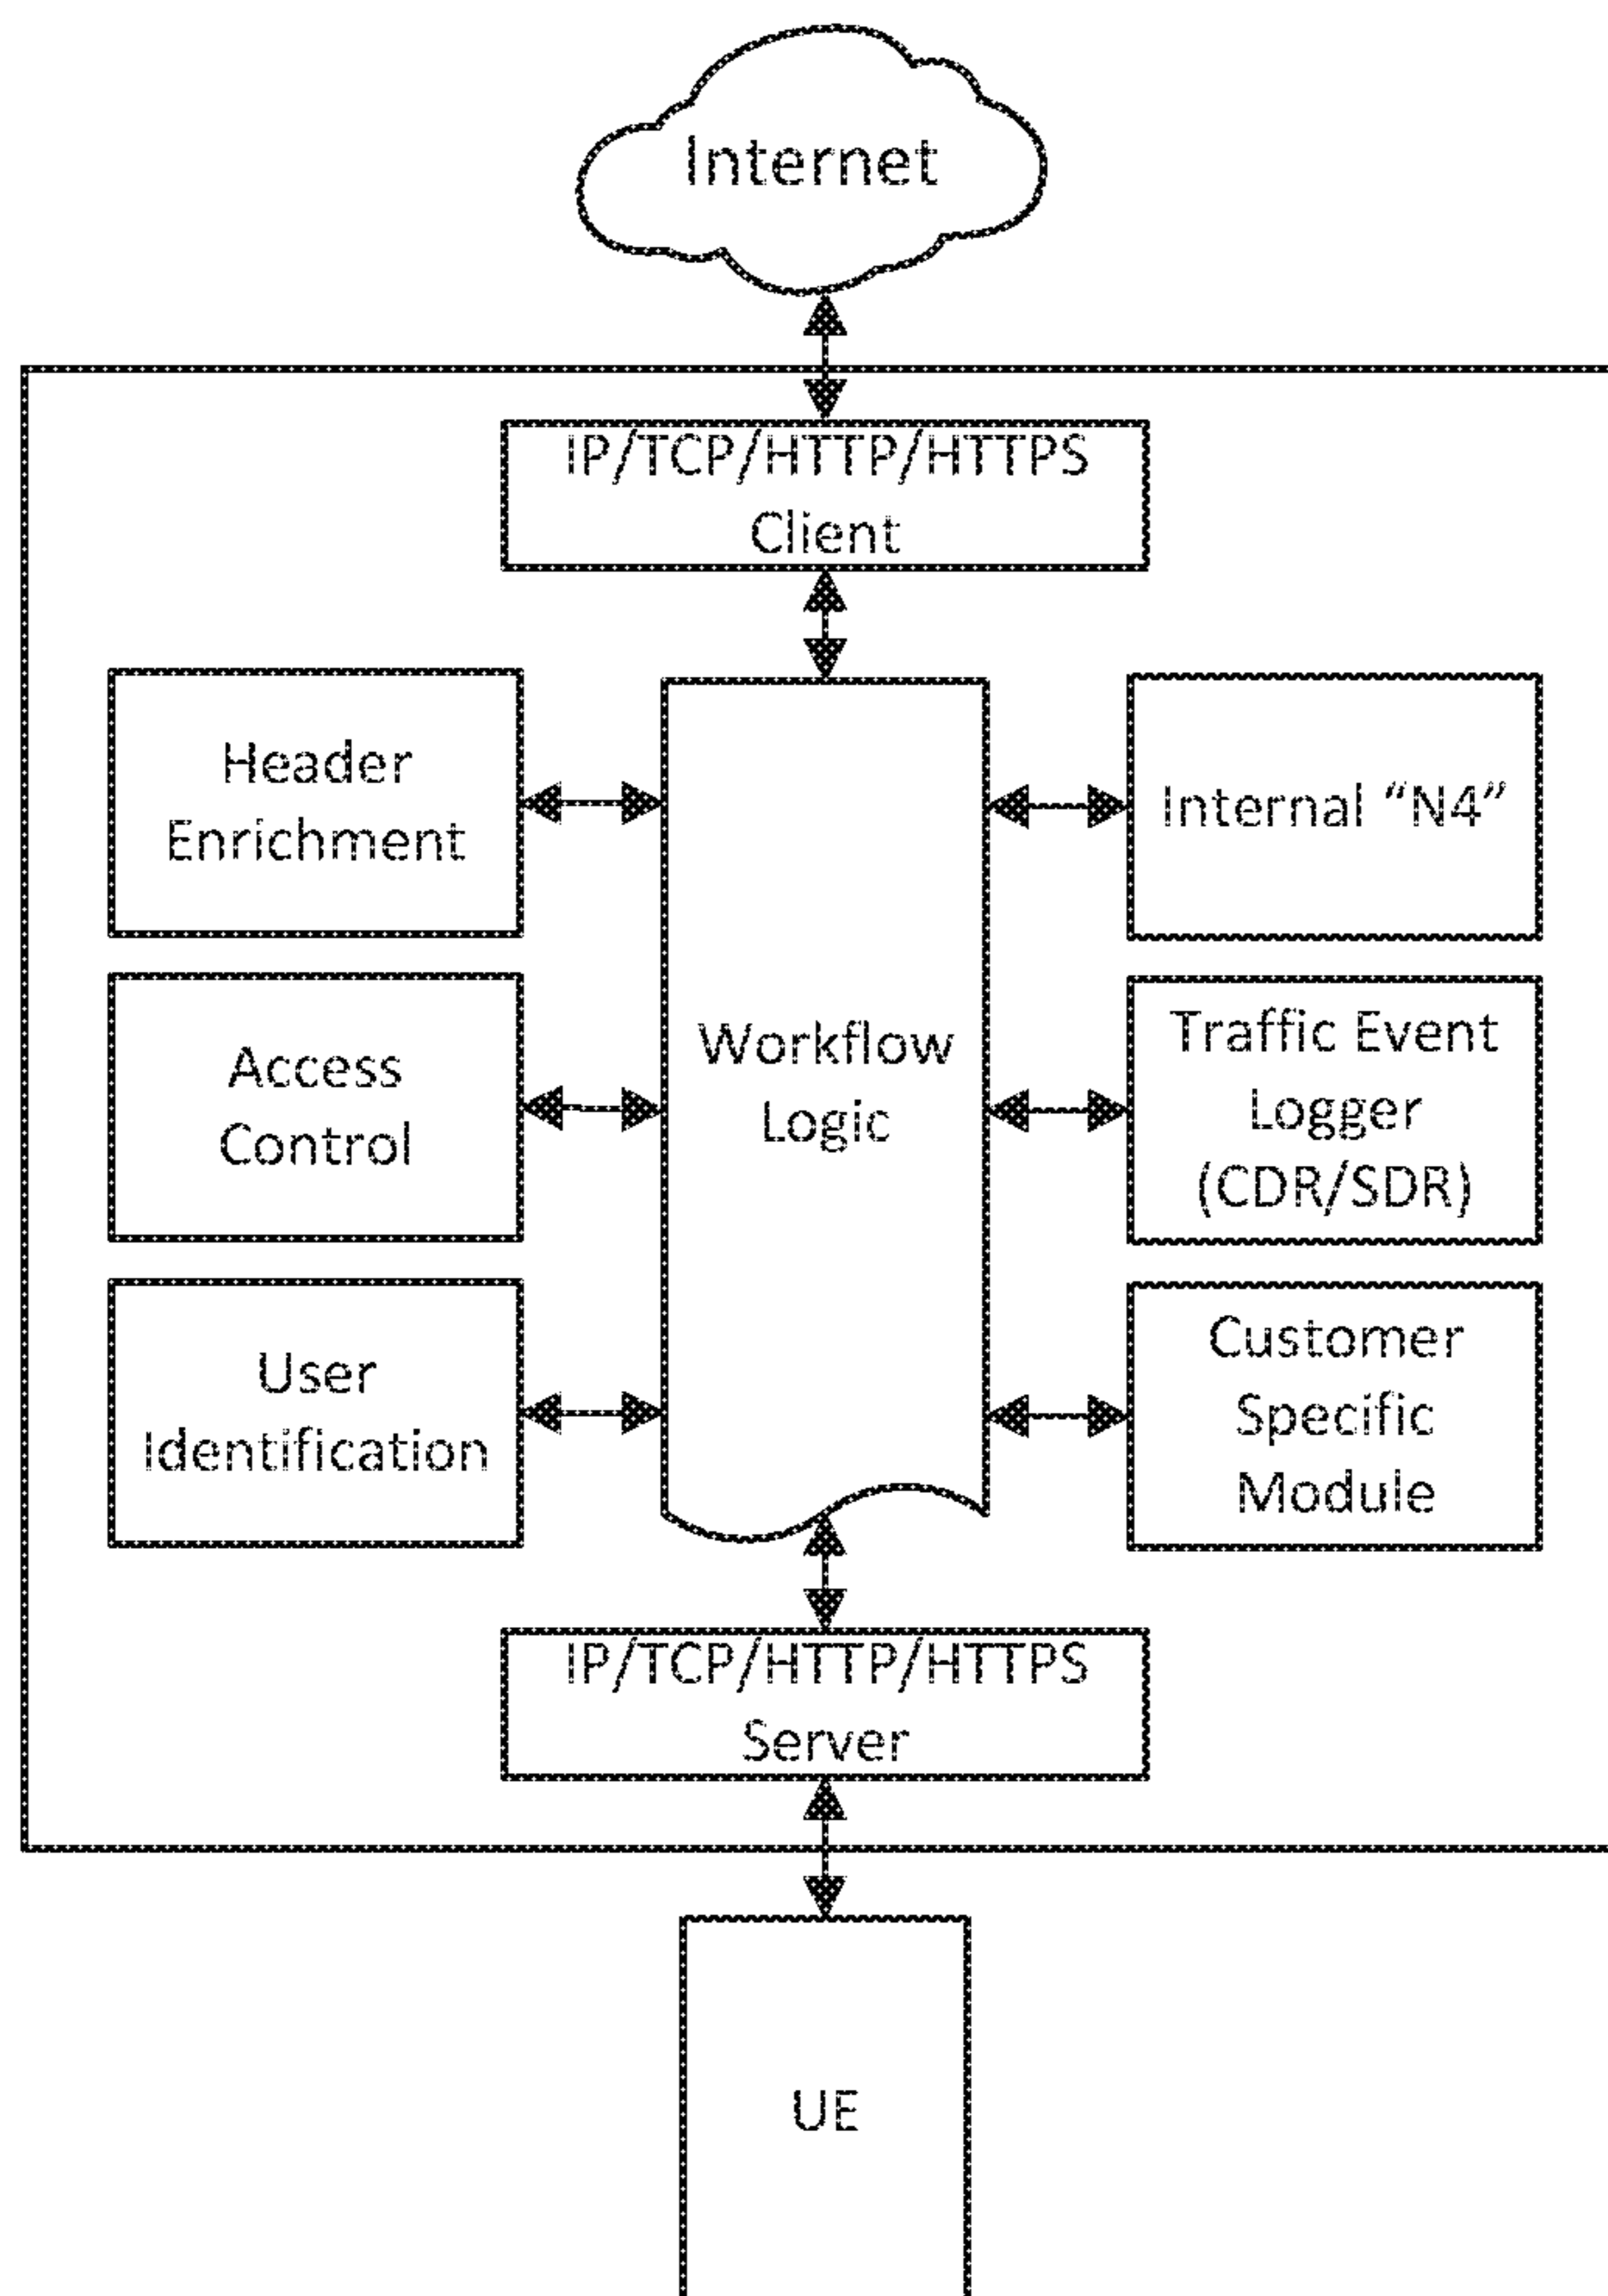 Internet
IP/TCP/HTTP/HTTPS
Client
Header
Enrichment
Internal “N4”
Access
Control
Workflow
Logic
Traffic Event
Logger
(CDR/SDR)
User
Identification
Customer
Specific
Module
IP/TCP/HTTP/HTTPS
Server
UE